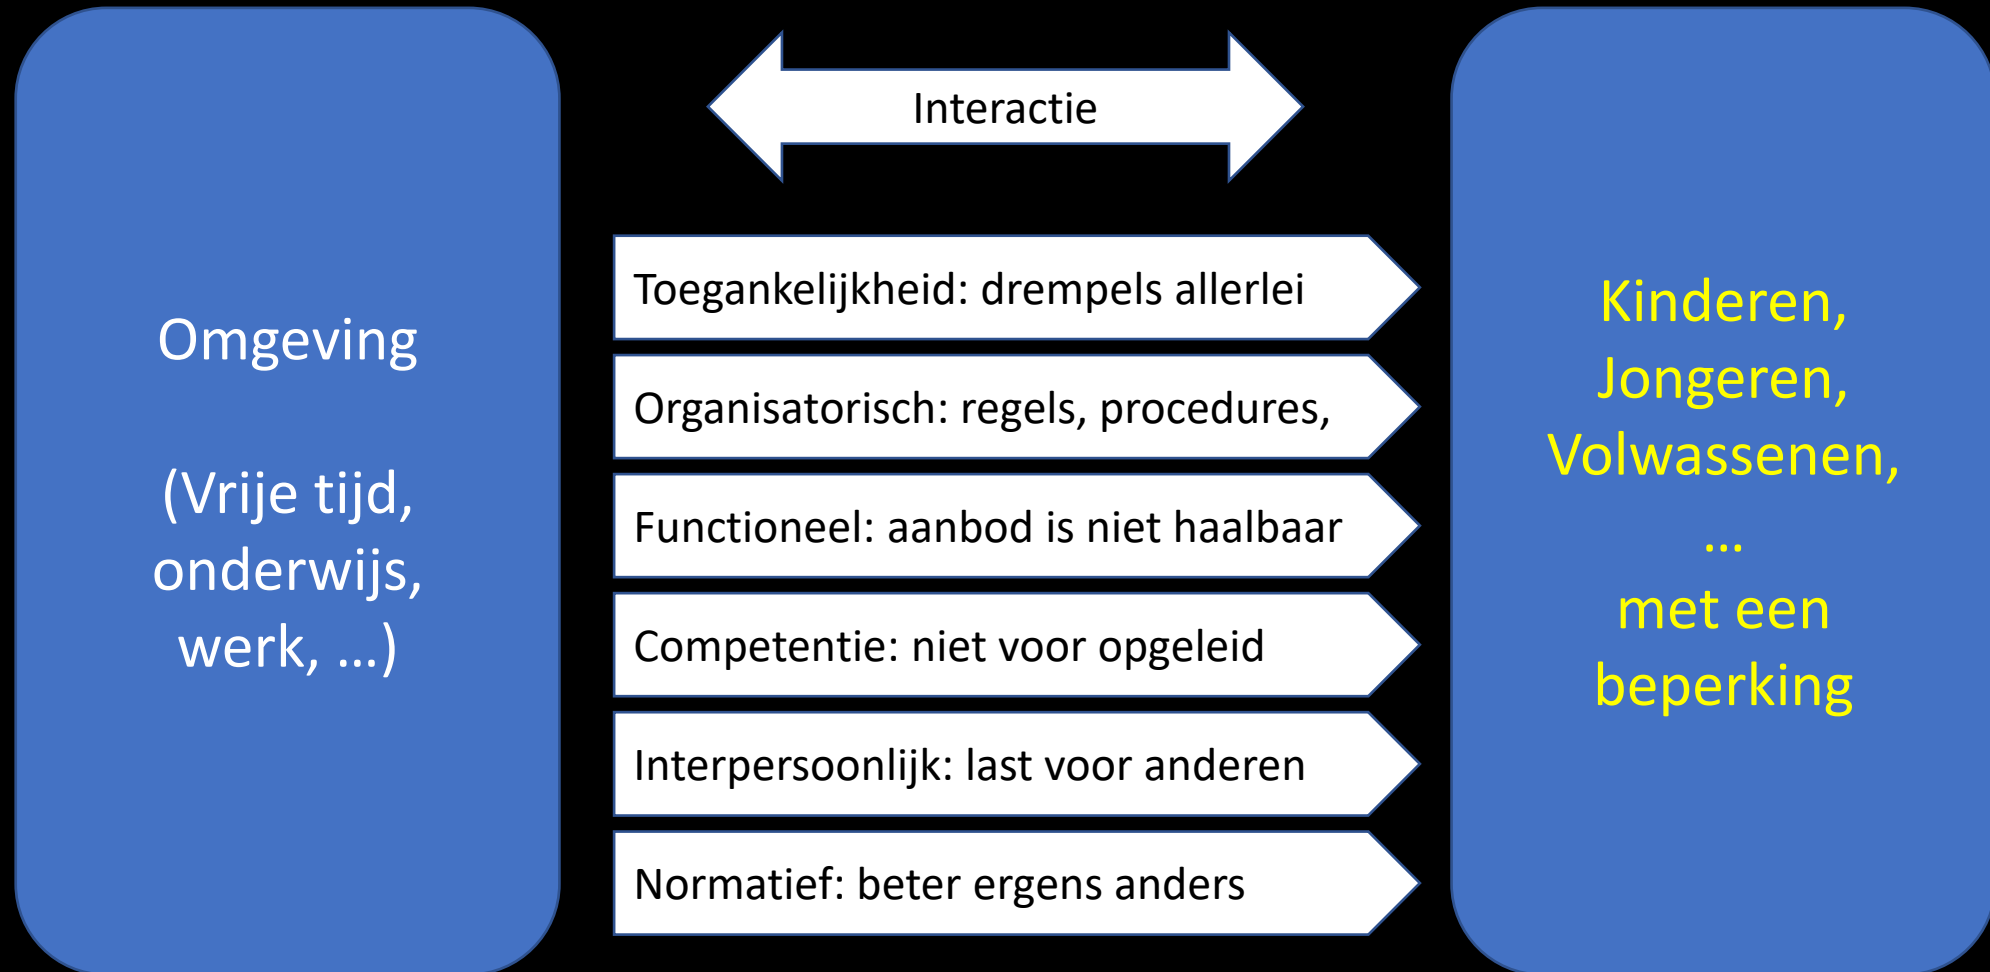 Omgeving
(Vrije tijd,
onderwijs,
werk, ...)
Interactie
Toegankelijkheid: drempels allerlei
Organisatorisch: regels, procedures,
Functioneel: aanbod is niet haalbaar
Competentie: niet voor opgeleid
Interpersoonlijk: last voor anderen
Normatief: beter ergens anders
Kinderen,
Jongeren,
Volwassenen,
...
met een
beperking